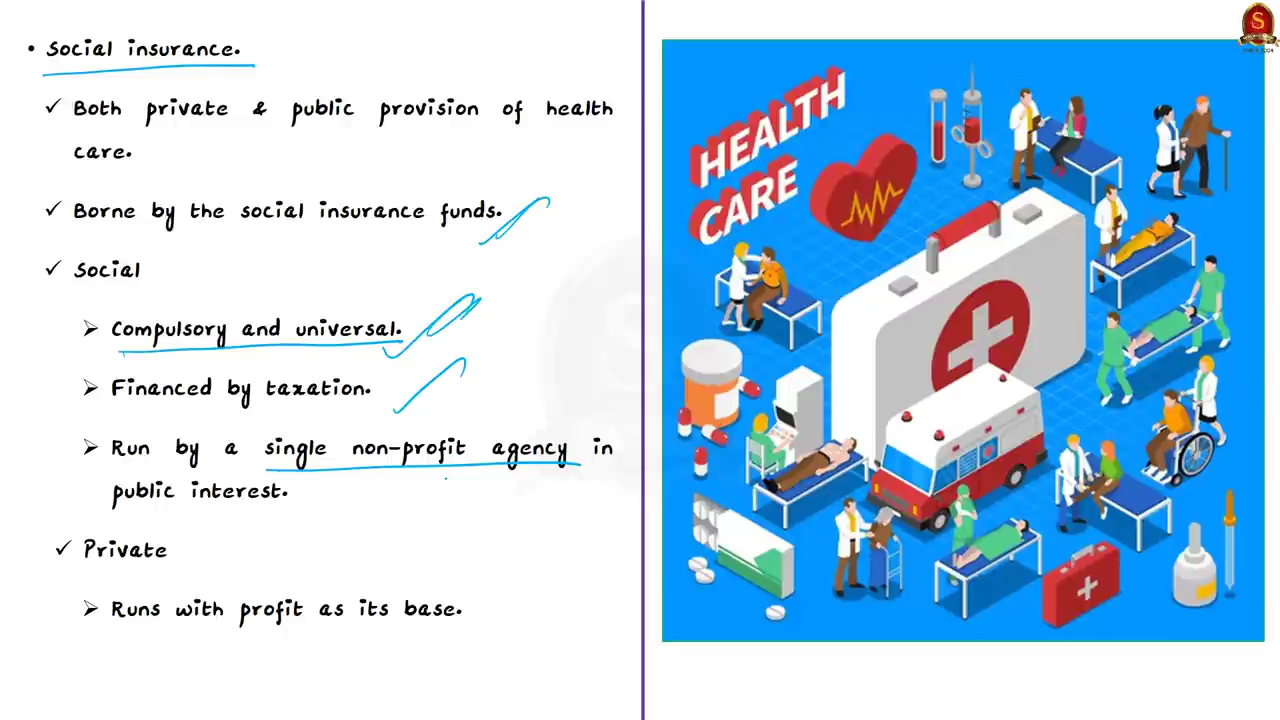 • Social insurance.
✓ Both private & public provision of health
care.
✓ Borne by the social insurance funds.
✓ Social
➢ Compulsory and universal.
➢ Financed by taxation.
➢ Run by a single non-profit agency in
public interest.
✓ Private
➢ Runs with profit as its base.
HEALTH
CARE
S
SINCE 2004